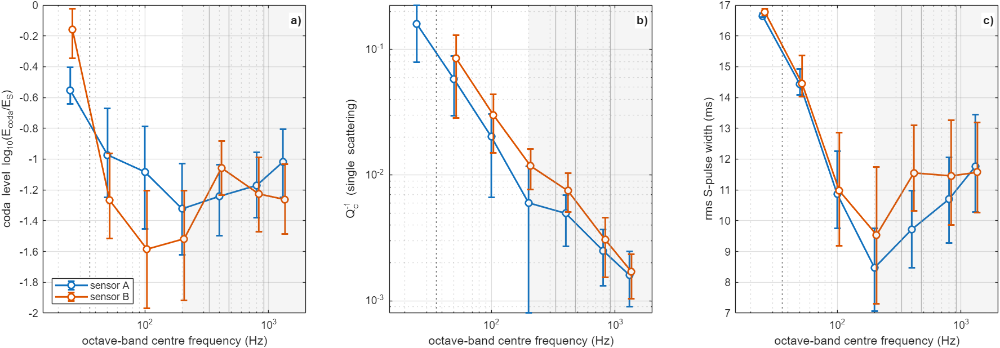 a)
0
-0.2
-0.4
-0.6
-0.8
-1
-1.2
-1.4
-1.6
-1.8
-2
coda level log10(Ecoda/ES)
sensor A
sensor B
10^2
10^3
octave-band centre frequency (Hz)
b)
10^-1
10^-2
10^-3
Qc^-1 (single scattering)
10^2
10^3
octave-band centre frequency (Hz)
c)
17
16
15
14
13
12
11
10
9
8
7
rms S-pulse width (ms)
10^2
10^3
octave-band centre frequency (Hz)